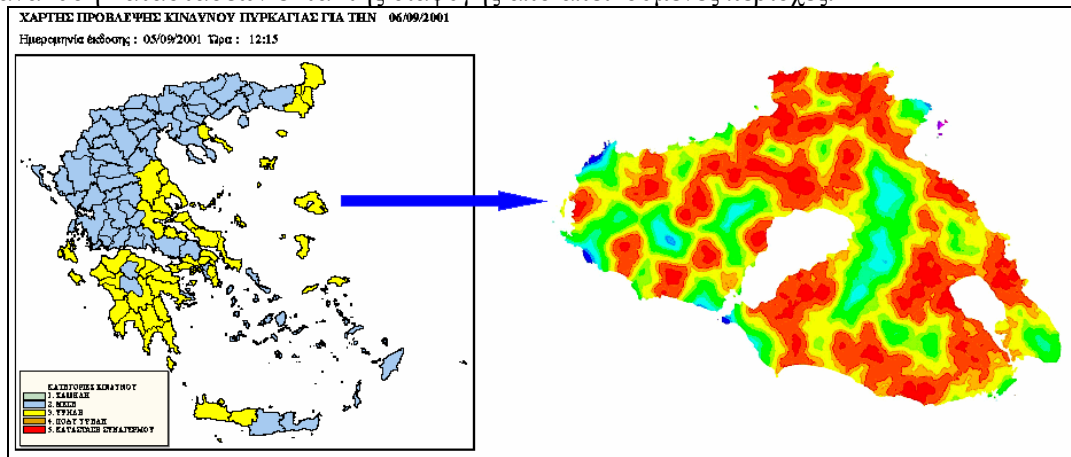 ΧΑΡΤΗΣ ΠΡΟΒΛΕΨΗΣ ΚΙΝΔΥΝΟΥ ΠΥΡΚΑΓΙΑΣ ΓΙΑ ΤΗΝ 06/09/2001
Ημερομηνία έκδοσης : 05/09/2001 Ώρα : 12:15
ΚΑΤΗΓΟΡΙΕΣ ΚΙΝΔΥΝΟΥ
1. ΧΑΜΗΛΗ
2. ΜΕΣΗ
3. ΥΨΗΛΗ
4. ΠΟΛΥ ΥΨΗΛΗ
5. ΚΑΤΑΣΤΑΣΗ ΣΥΝΑΓΕΡΜΟΥ